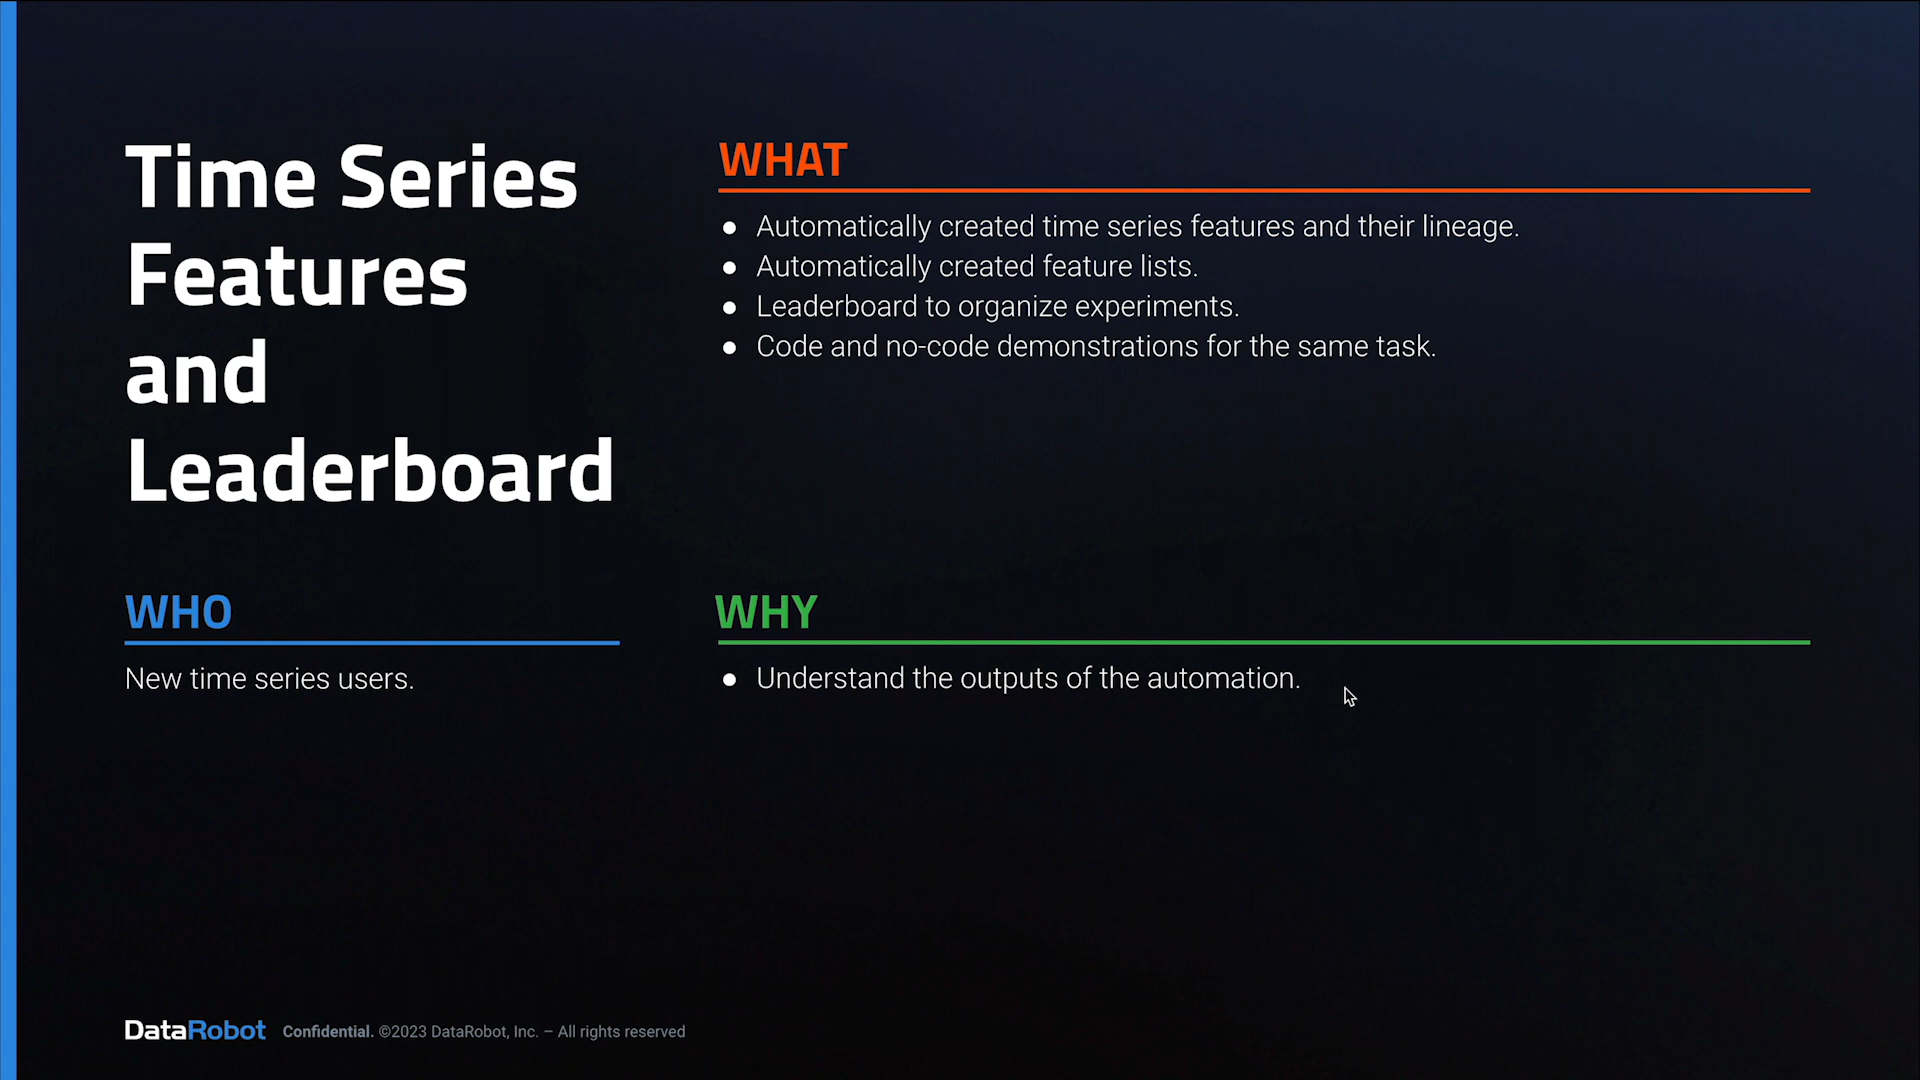 Time Series
Features
and
Leaderboard
WHAT
● Automatically created time series features and their lineage.
● Automatically created feature lists.
● Leaderboard to organize experiments.
● Code and no-code demonstrations for the same task.
WHO
New time series users.
WHY
● Understand the outputs of the automation.
DataRobot Confidential. ©2023 DataRobot, Inc. – All rights reserved